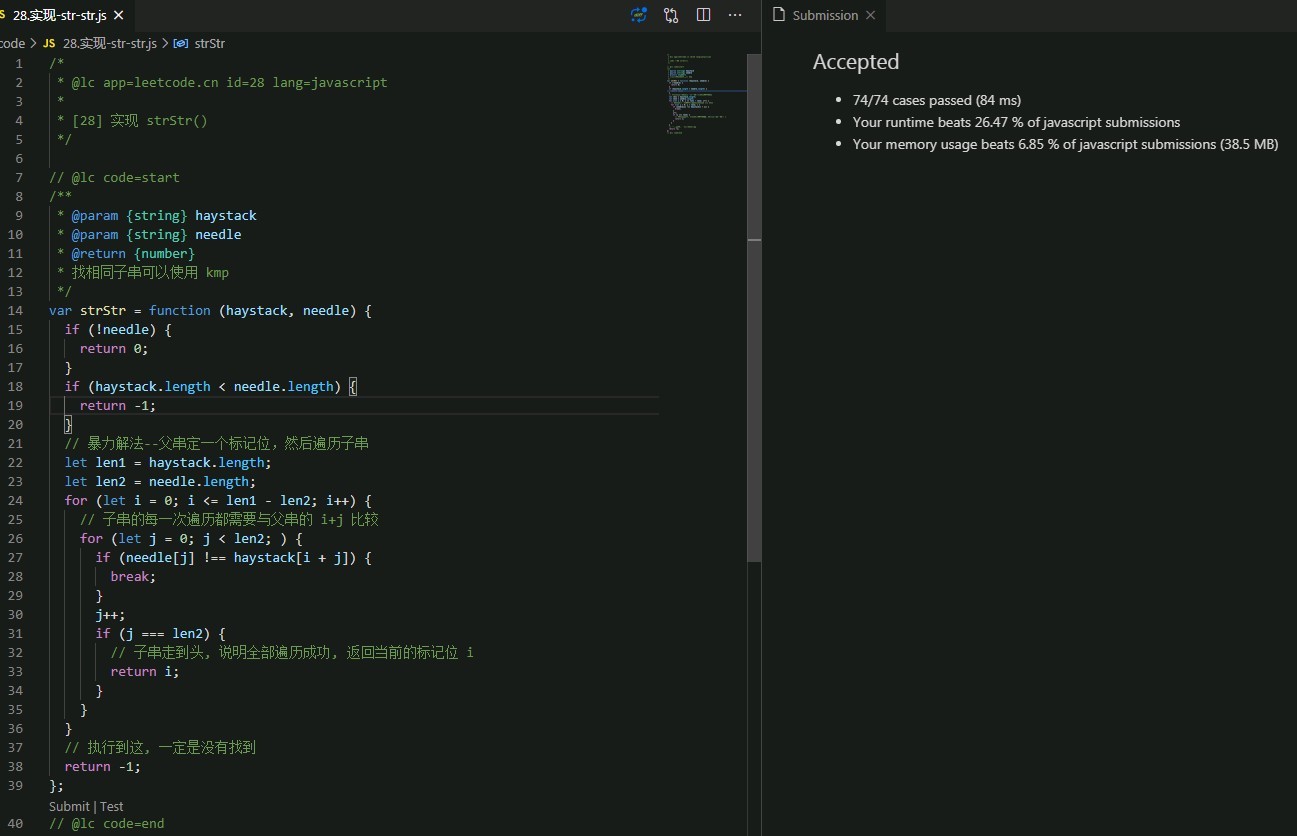 28.实现-str-str.js
Submission
code > JS 28.实现-str-str.js > strStr
1 /*
2  * @lc app=leetcode.cn id=28 lang=javascript
3  *
4  * [28] 实现 strStr()
5  */
6
7 // @lc code=start
8 /**
9  * @param {string} haystack
10  * @param {string} needle
11  * @return {number}
12  * 找相同子串可以使用 kmp
13  */
14 var strStr = function (haystack, needle) {
15   if (!needle) {
16     return 0;
17   }
18   if (haystack.length < needle.length) {
19     return -1;
20   }
21   // 暴力解法--父串定一个标记位，然后遍历子串
22   let len1 = haystack.length;
23   let len2 = needle.length;
24   for (let i = 0; i <= len1 - len2; i++) {
25     // 子串的每一次遍历都需要与父串的 i+j 比较
26     for (let j = 0; j < len2; ) {
27       if (needle[j] !== haystack[i + j]) {
28         break;
29       }
30       j++;
31       if (j === len2) {
32         // 子串走到头, 说明全部遍历成功, 返回当前的标记位 i
33         return i;
34       }
35     }
36   }
37   // 执行到这, 一定是没有找到
38   return -1;
39 };
Submit | Test
40 // @lc code=end
Accepted
• 74/74 cases passed (84 ms)
• Your runtime beats 26.47 % of javascript submissions
• Your memory usage beats 6.85 % of javascript submissions (38.5 MB)